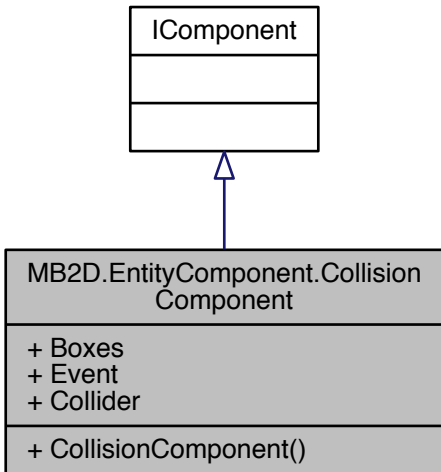 IComponent
MB2D.EntityComponent.Collision
Component
+ Boxes
+ Event
+ Collider
+ CollisionComponent()